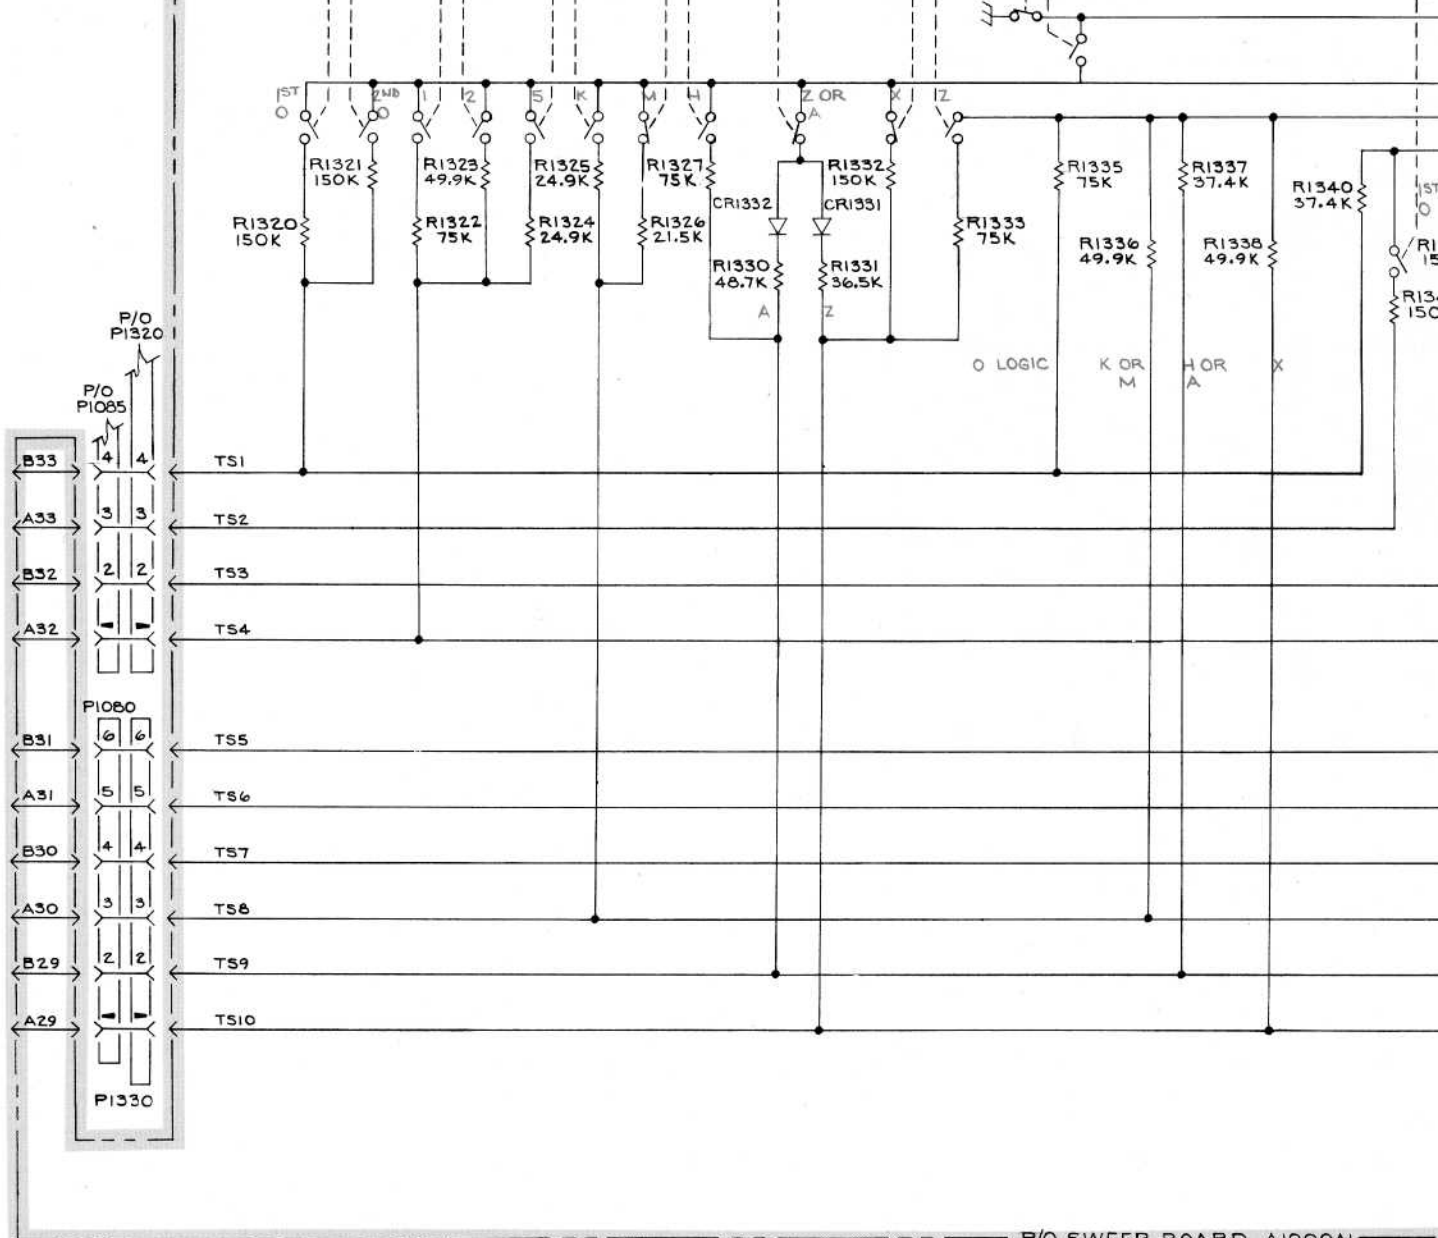 1ST
O
2ND
O
1
2
5
K
M
H
Z OR
A
X
Z
R1321
150K
R1323
49.9K
R1325
24.9K
R1327
75K
R1332
150K
R1335
75K
R1337
37.4K
R1340
37.4K
1ST
O
R1320
150K
R1322
75K
R1324
24.9K
R1326
21.5K
CR1332
CR1331
R1333
75K
R1336
49.9K
R1338
49.9K
R1330
48.7K
R1331
36.5K
A
Z
P/O
P1320
P/O
P1085
O LOGIC
K OR
M
H OR
A
X
B33
4
4
TS1
A33
3
3
TS2
B32
2
2
TS3
A32
TS4
P1080
B31
6
6
TS5
A31
5
5
TS6
B30
4
4
TS7
A30
3
3
TS8
B29
2
2
TS9
A29
TS10
P1330
P/O SWEEP BOARD